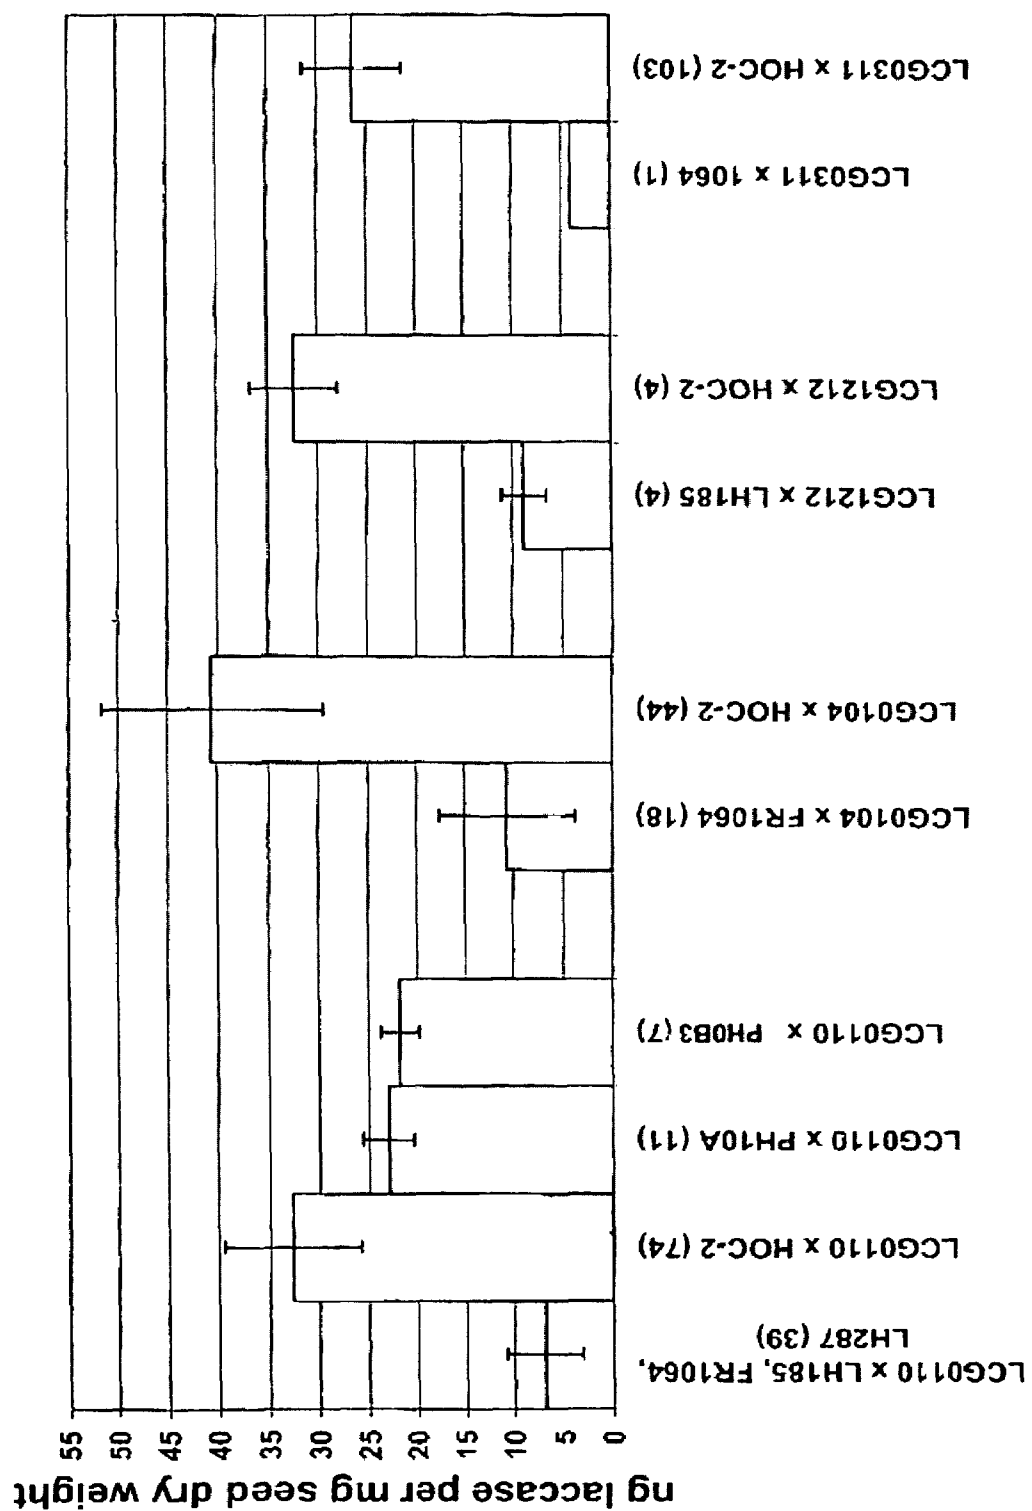 ng laccase per mg seed dry weight
55
50
45
40
35
30
25
20
15
10
5
0
LCG0110 x LH185, FR1064,
LH287 (39)
LCG0110 x HOC-2 (74)
LCG0110 x PH10A (11)
LCG0110 x PH0B3 (7)
LCG0104 x FR1064 (18)
LCG0104 x HOC-2 (44)
LCG1212 x LH185 (4)
LCG1212 x HOC-2 (4)
LCG0311 x 1064 (1)
LCG0311 x HOC-2 (103)